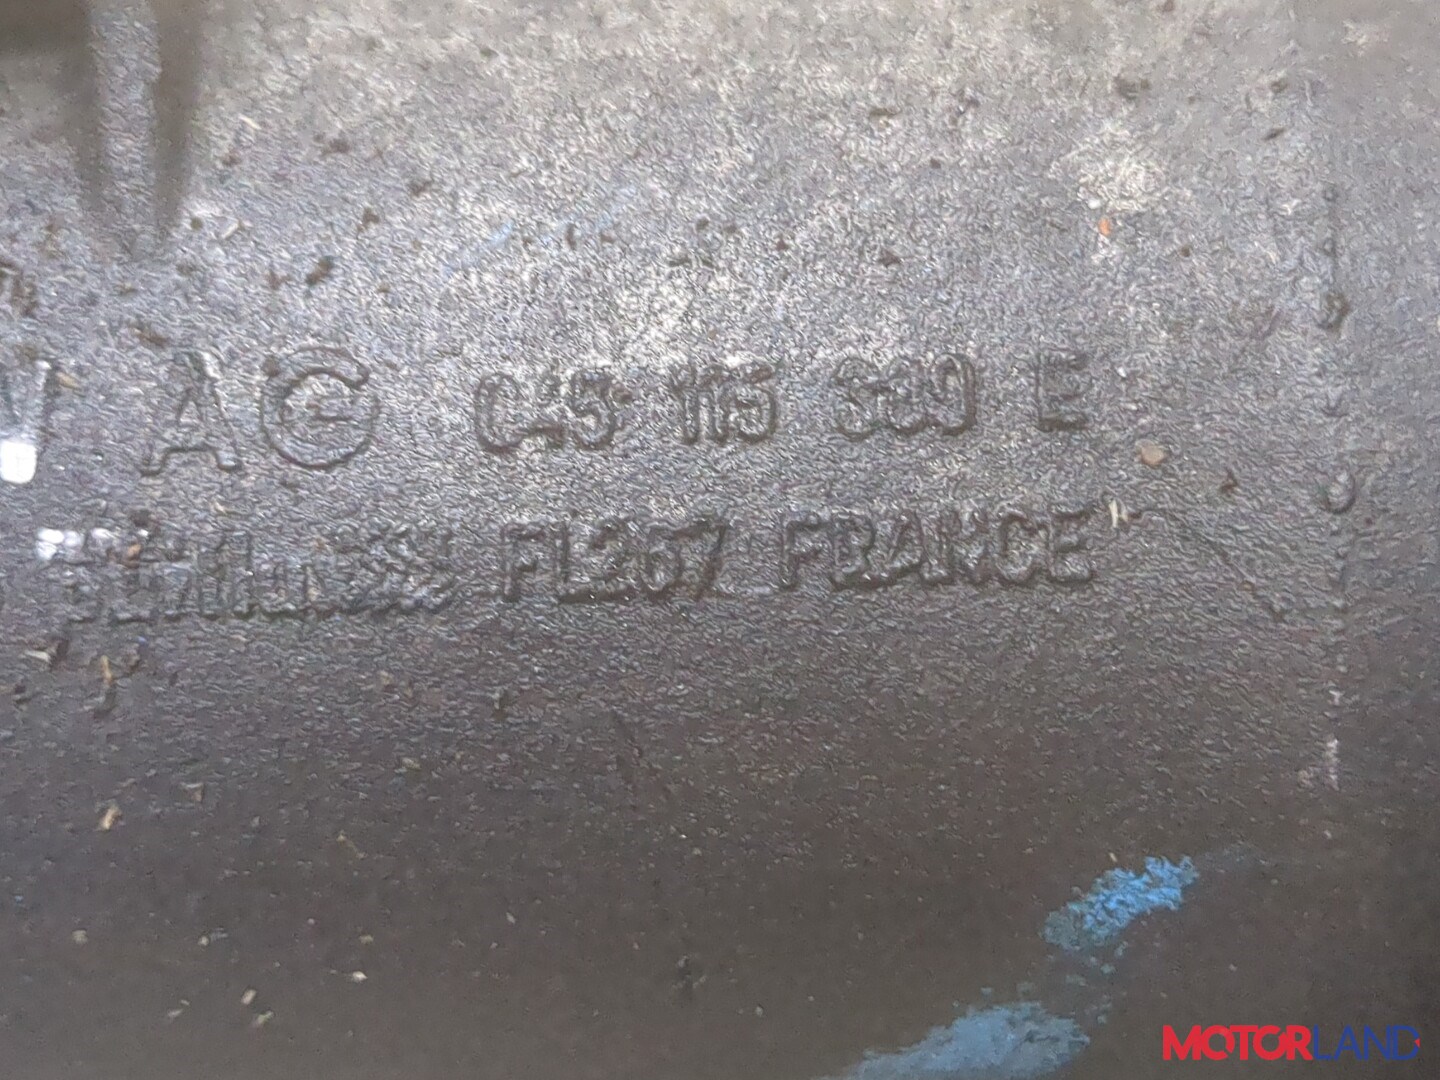 AG 045 115 389 E
FL267 FRANCE
MOTORLAND